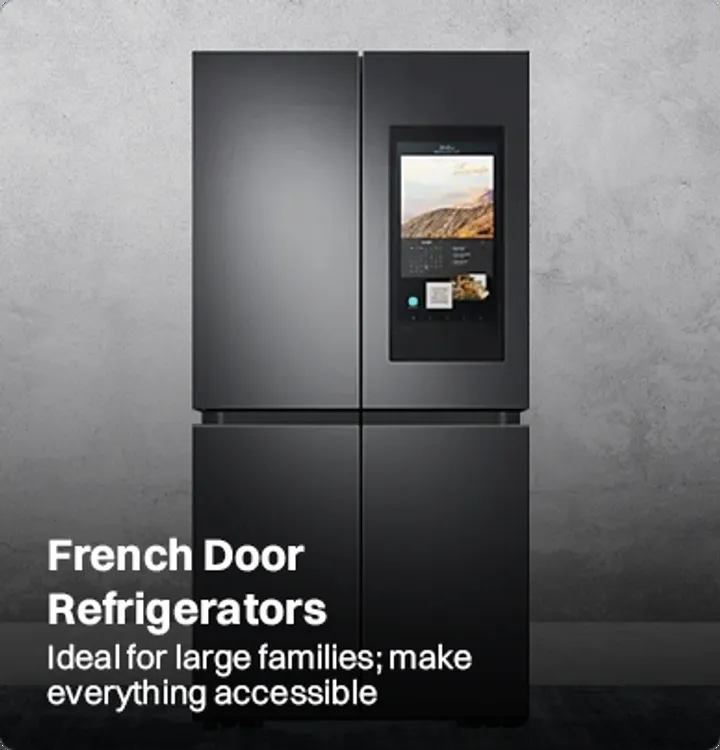 French Door
Refrigerators
Ideal for large families; make
everything accessible